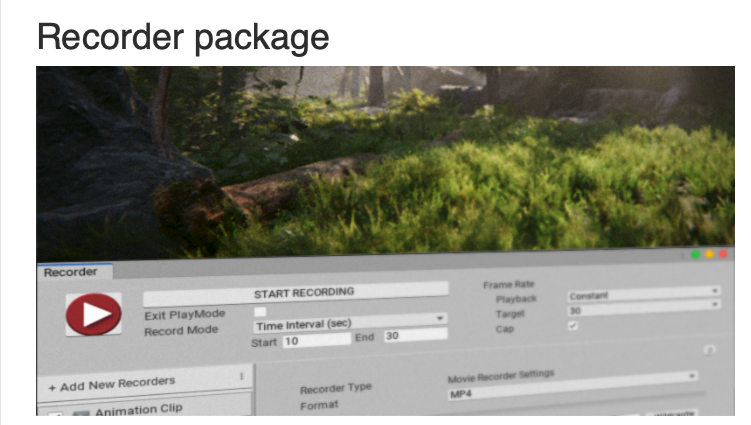 Recorder package
Recorder
START RECORDING
Exit PlayMode
Record Mode
Time Interval (sec)
Start 10 End 30
Frame Rate
Playback Constant
Target 30
Cap
+ Add New Recorders
Animation Clip
Recorder Type Movie Recorder Settings
Format MP4